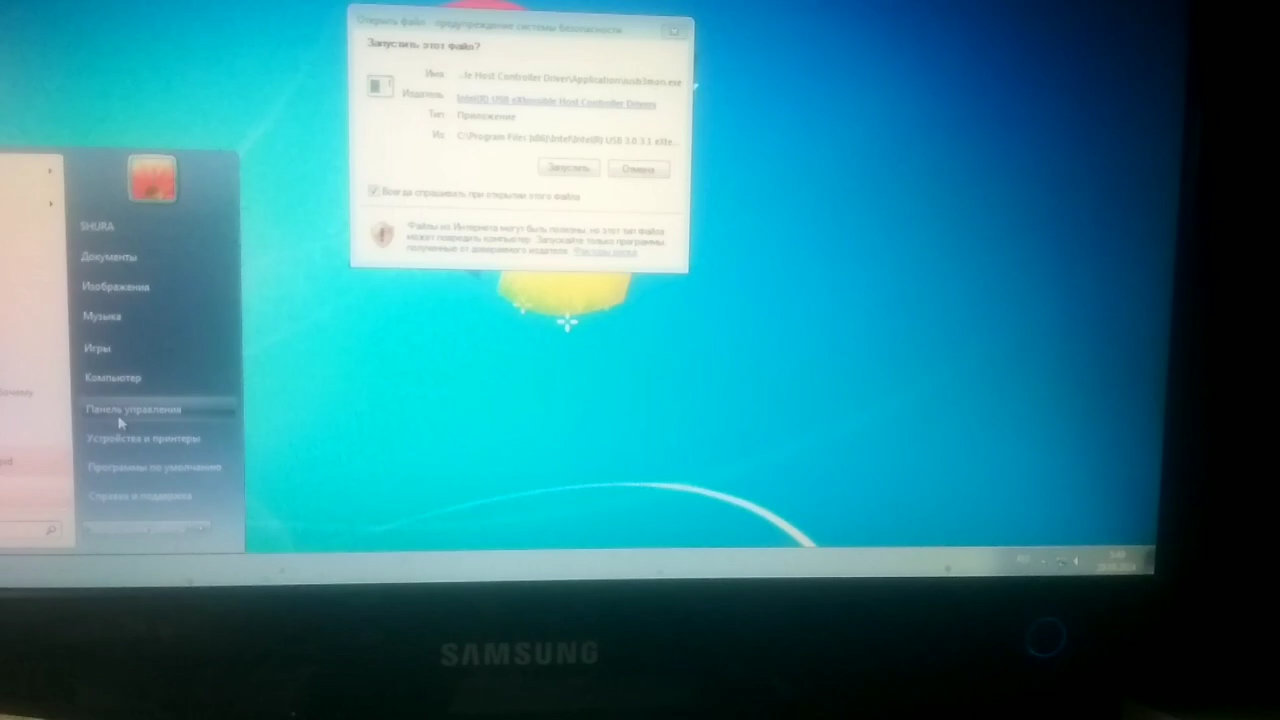 Открыть файл - предупреждение системы безопасности
Запустить этот файл?
Имя: ...le Host Controller Driver\Application\iusb3mon.exe
Издатель: Intel(R) USB eXtensible Host Controller Drivers
Тип: Приложение
Из: C:\Program Files (x86)\Intel\Intel(R) USB 3.0.3.1 eXte...
Запустить
Отмена
Всегда спрашивать при открытии этого файла
Файлы из Интернета могут быть полезны, но этот тип файла
может повредить компьютер. Запускайте только программы,
полученные от доверяемого издателя.
SHURA
Документы
Изображения
Музыка
Игры
Компьютер
Панель управления
Устройства и принтеры
Программы по умолчанию
Справка и поддержка
SAMSUNG